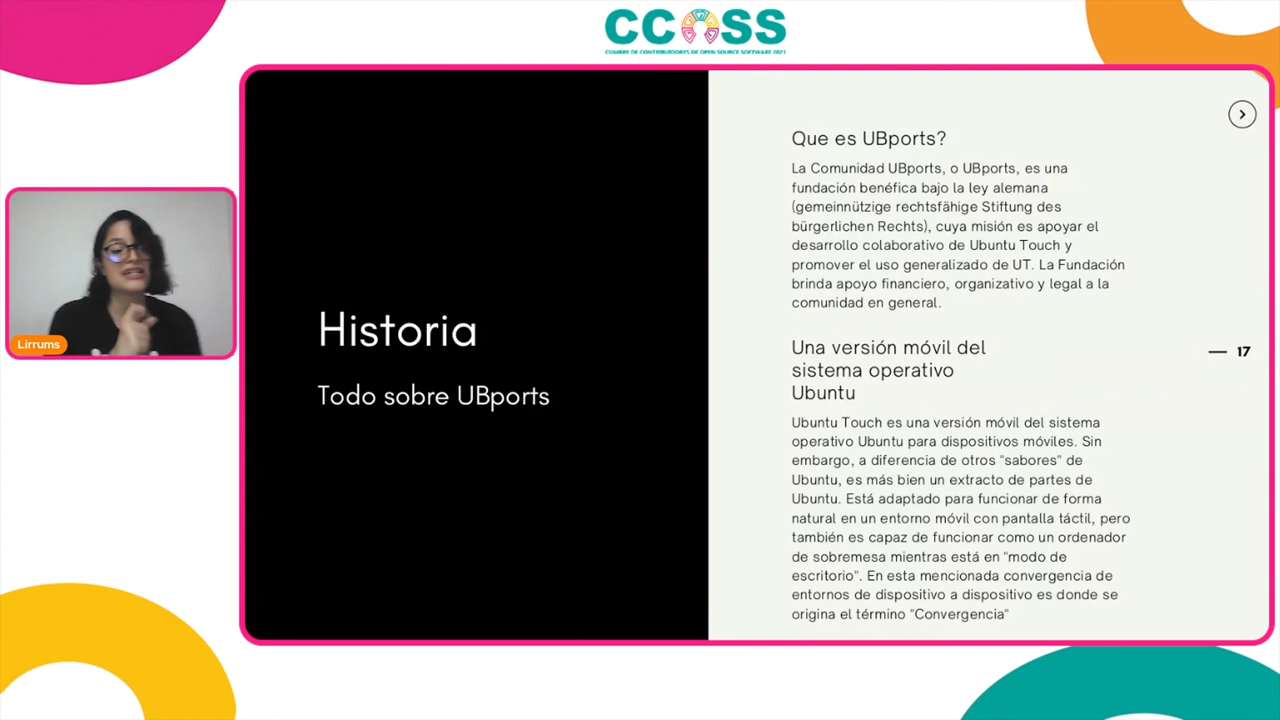 CCOSS
CUMBRE DE CONTRIBUIDORES DE OPEN SOURCE SOFTWARE 2021
Lirrums
Historia
Todo sobre UBports
Que es UBports?
La Comunidad UBports, o UBports, es una
fundación benéfica bajo la ley alemana
(gemeinnützige rechtsfähige Stiftung des
bürgerlichen Rechts), cuya misión es apoyar el
desarrollo colaborativo de Ubuntu Touch y
promover el uso generalizado de UT. La Fundación
brinda apoyo financiero, organizativo y legal a la
comunidad en general.
Una versión móvil del
sistema operativo
Ubuntu
Ubuntu Touch es una versión móvil del sistema
operativo Ubuntu para dispositivos móviles. Sin
embargo, a diferencia de otros "sabores" de
Ubuntu, es más bien un extracto de partes de
Ubuntu. Está adaptado para funcionar de forma
natural en un entorno móvil con pantalla táctil, pero
también es capaz de funcionar como un ordenador
de sobremesa mientras está en "modo de
escritorio". En esta mencionada convergencia de
entornos de dispositivo a dispositivo es donde se
origina el término "Convergencia"
— 17